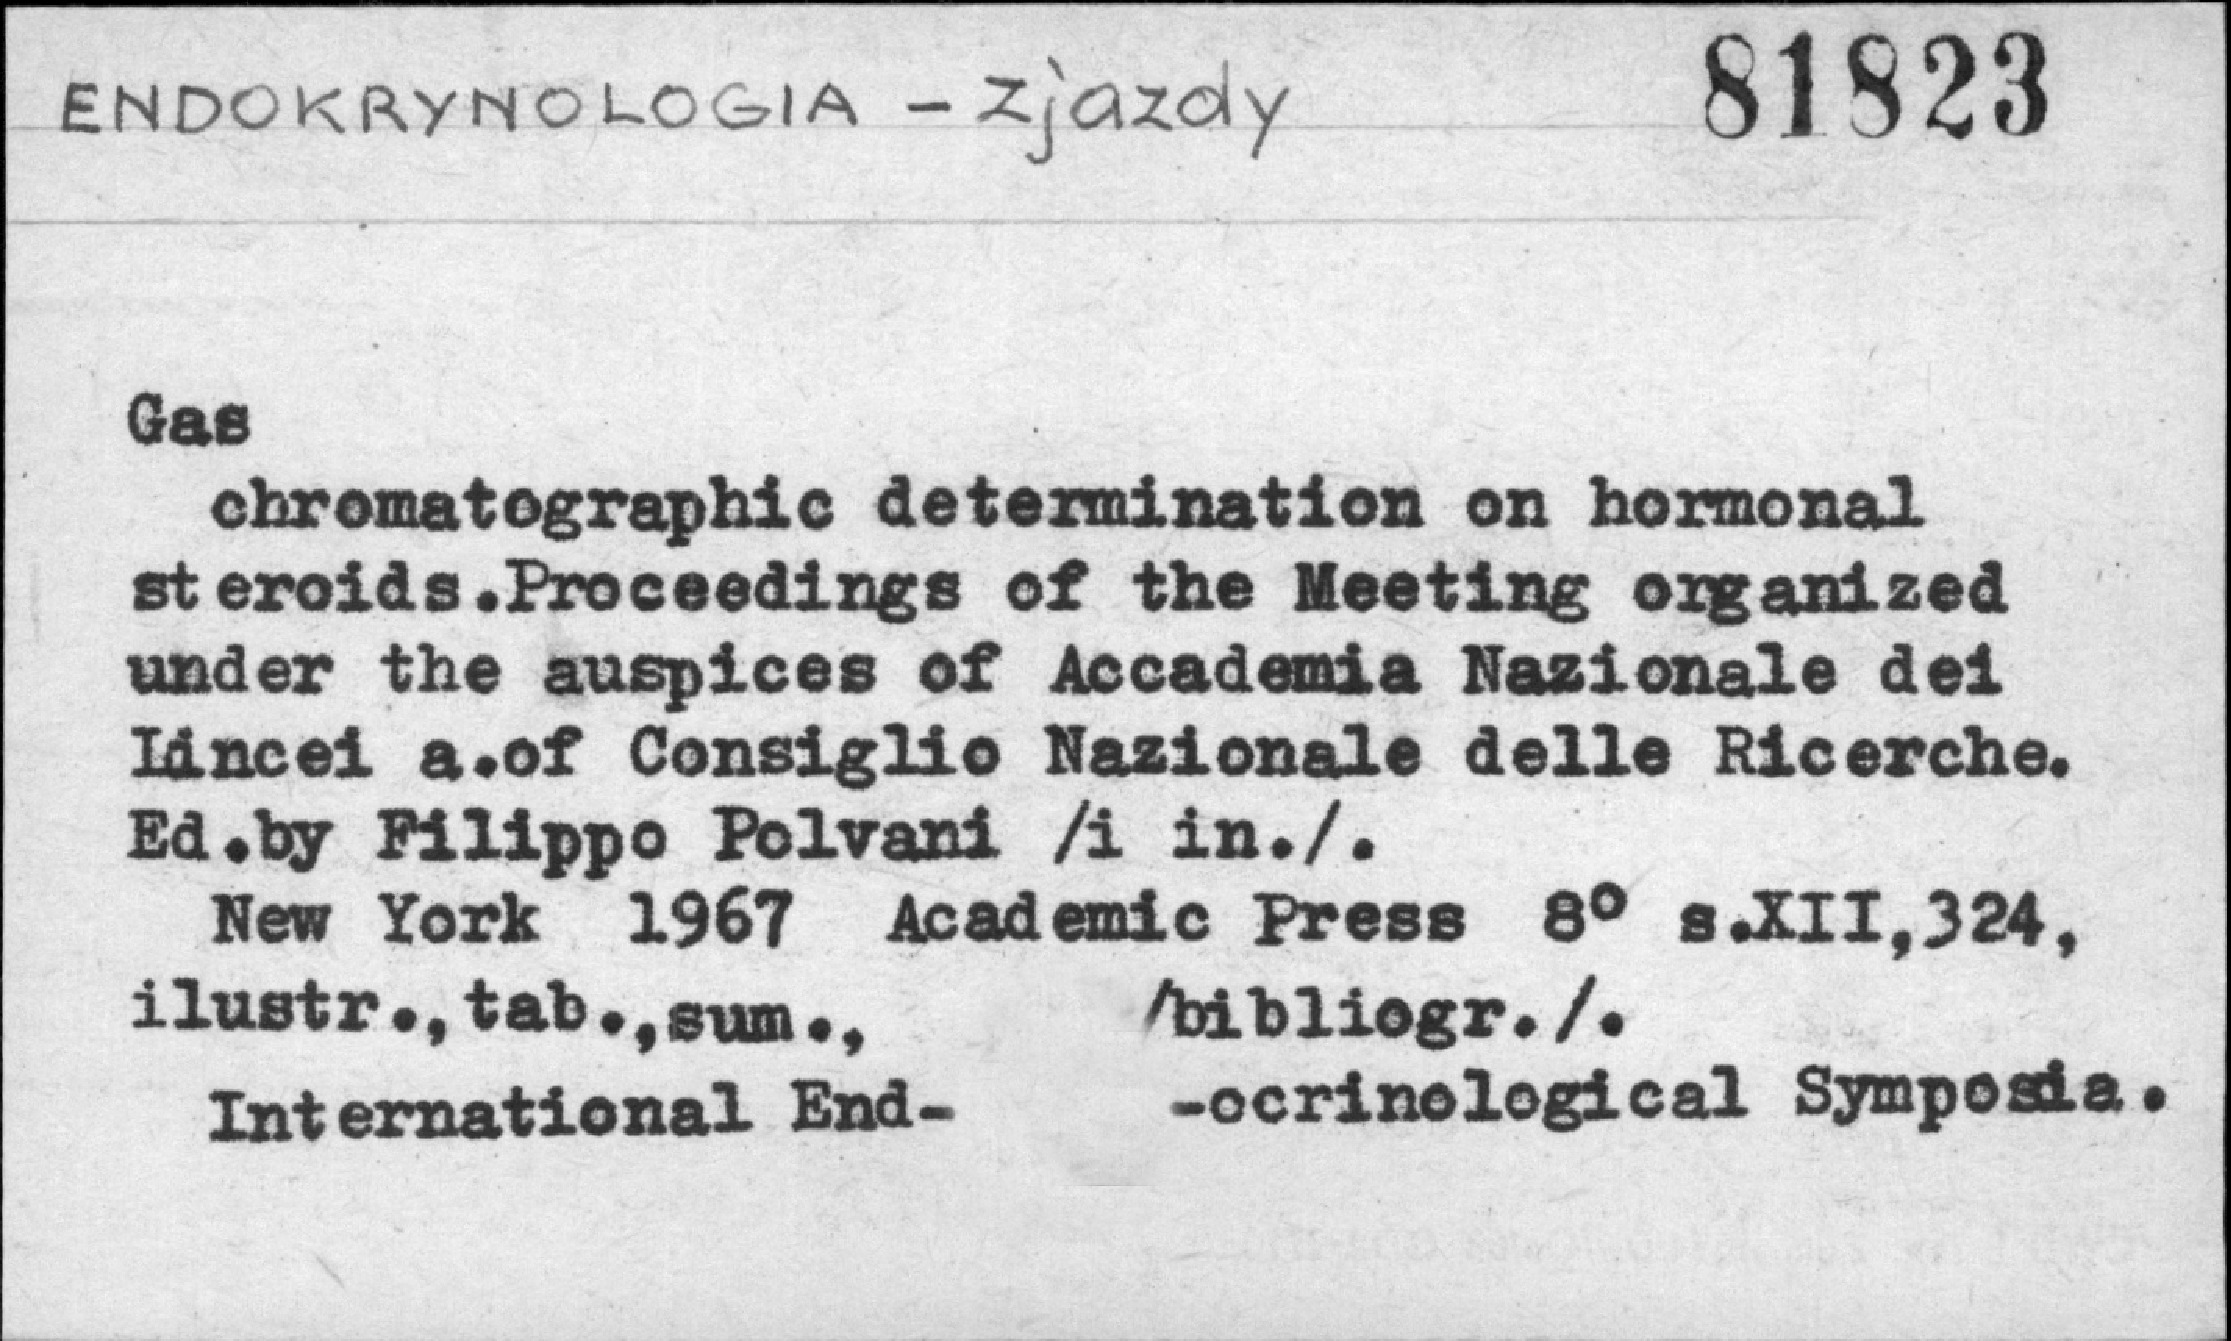 ENDOKRYNOLOGIA - zjazdy 81823
Gas
chromatographic determination on hormonal
steroids.Proceedings of the Meeting organized
under the auspices of Accademia Nazionale dei
Lincei a.of Consiglio Nazionale delle Ricerche.
Ed.by Filippo Polvani /i in./.
New York 1967 Academic Press 8° s.XII,324,
ilustr.,tab.,sum., /bibliogr./.
International End- -ocrinological Symposia.